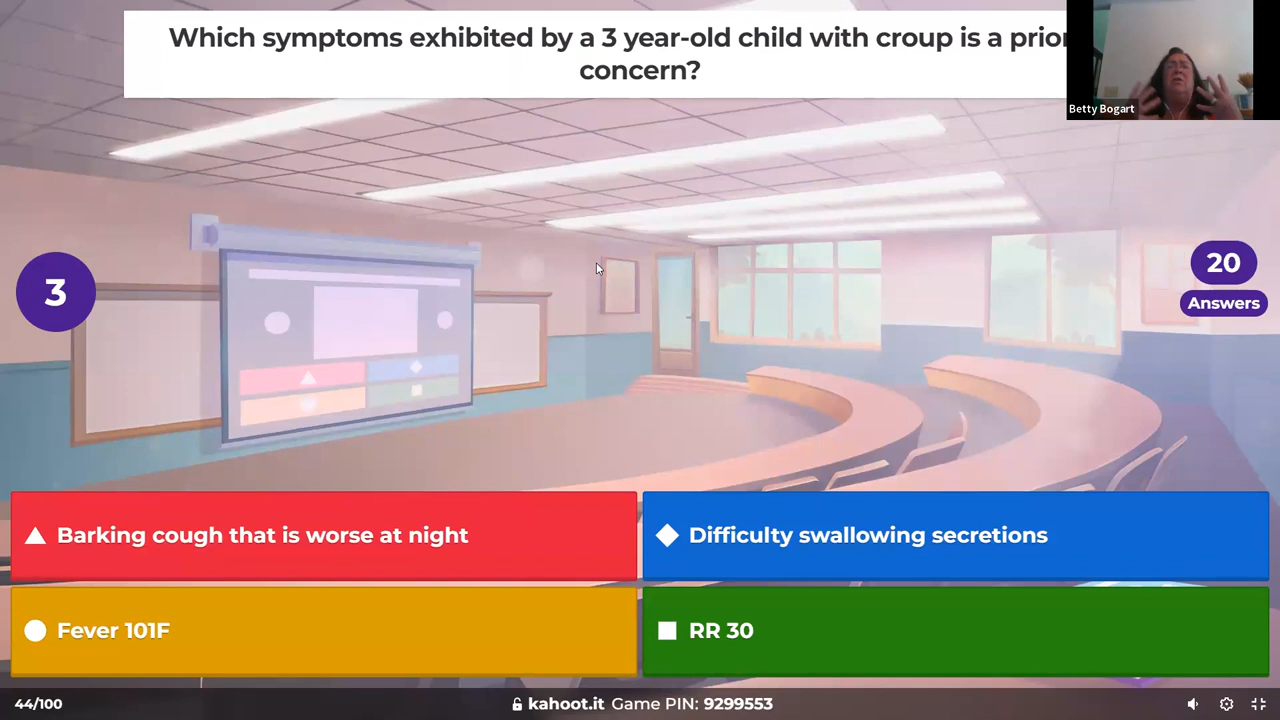 Which symptoms exhibited by a 3 year-old child with croup is a
concern?
Betty Bogart
3
20
Answers
Barking cough that is worse at night
Difficulty swallowing secretions
Fever 101F
RR 30
44/100
kahoot.it Game PIN: 9299553